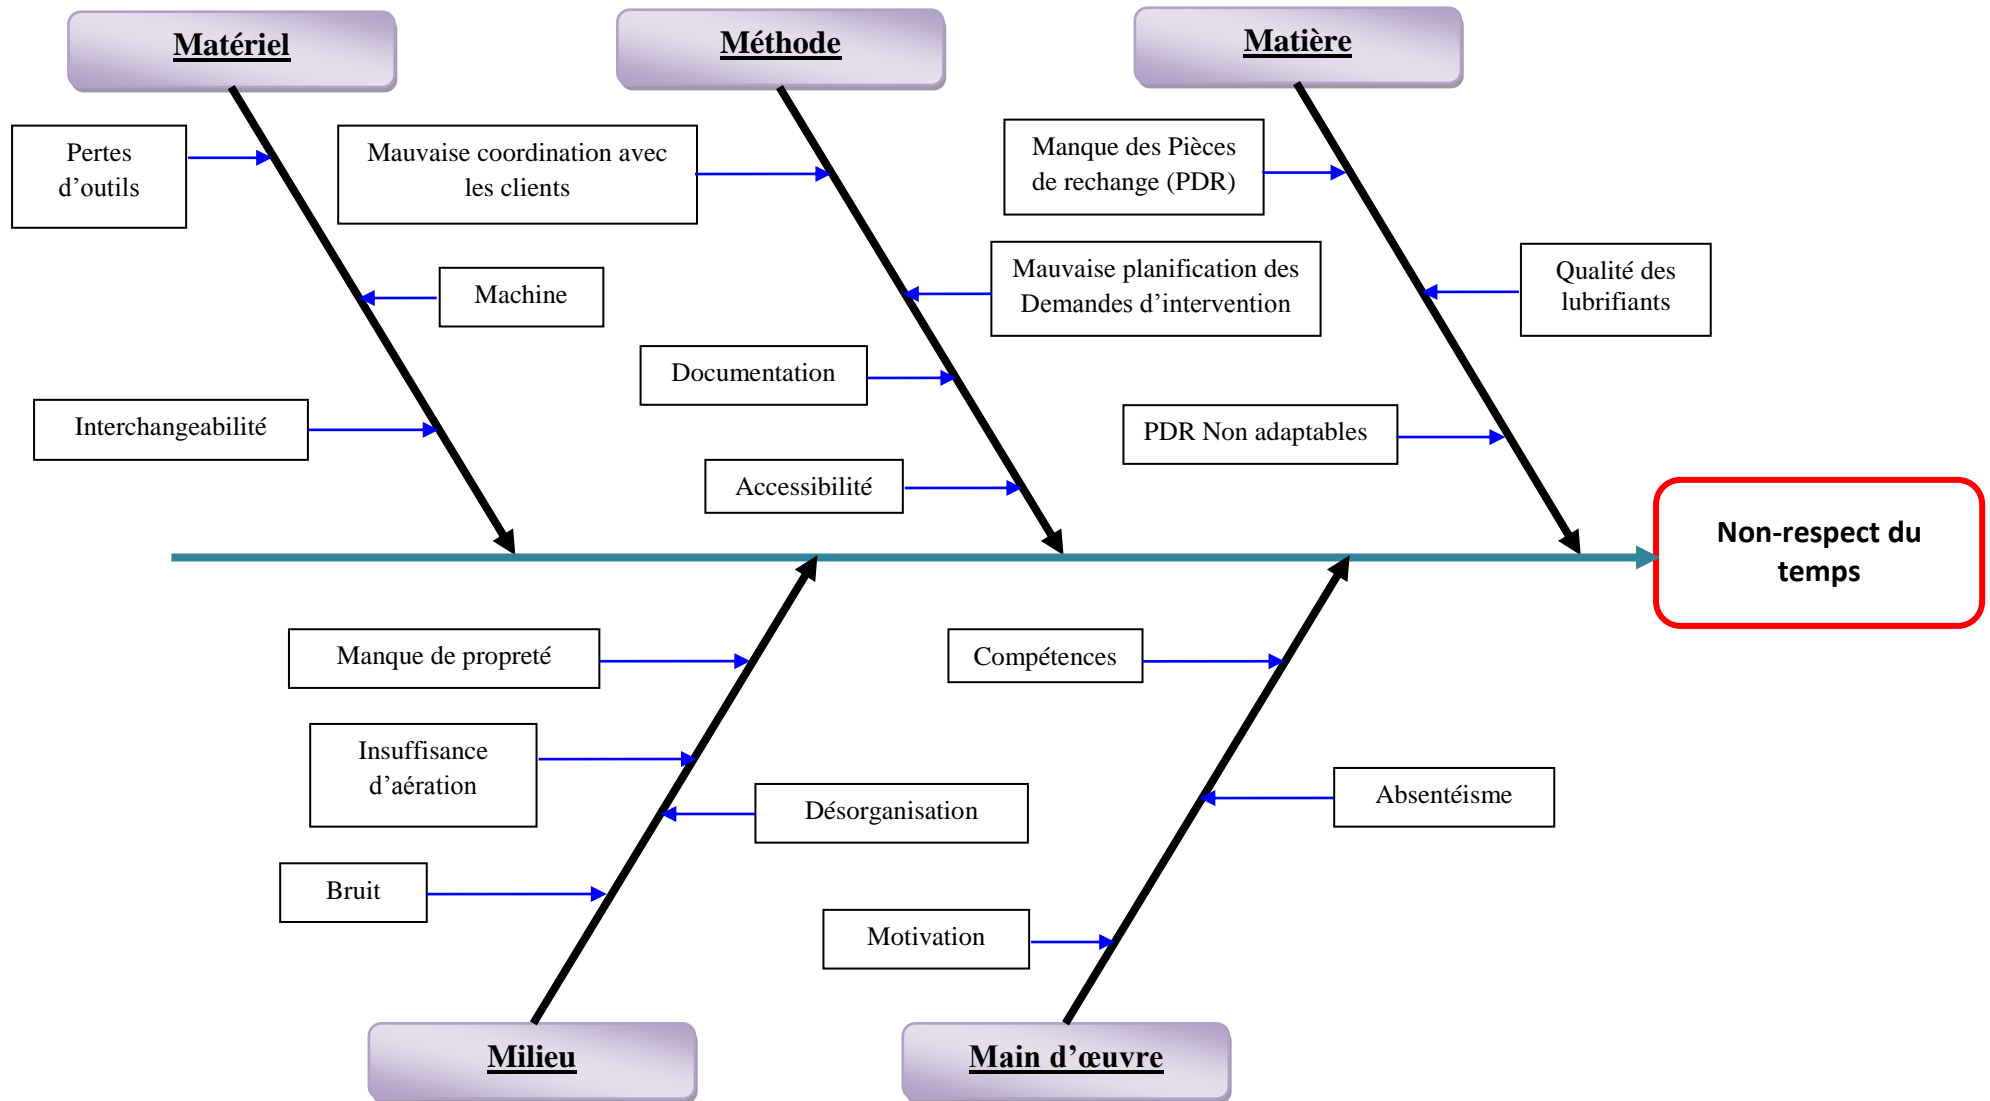 Matériel
Méthode
Matière
Pertes
d’outils
Mauvaise coordination avec
les clients
Manque des Pièces
de rechange (PDR)
Machine
Mauvaise planification des
Demandes d’intervention
Qualité des
lubrifiants
Documentation
Interchangeabilité
PDR Non adaptables
Accessibilité
Non-respect du
temps
Manque de propreté
Compétences
Insuffisance
d’aération
Désorganisation
Absentéisme
Bruit
Motivation
Milieu
Main d’œuvre